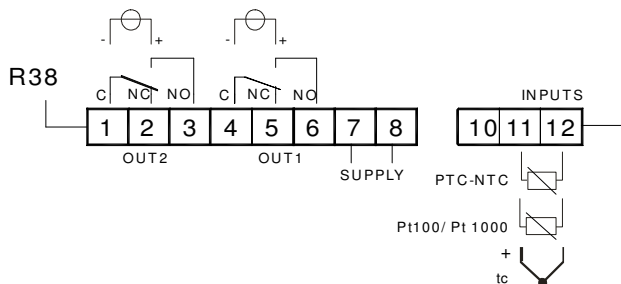 - + - +
R38
C NC NO C NC NO
INPUTS
1 2 3 4 5 6 7 8 10 11 12
OUT2 OUT1
SUPPLY
PTC-NTC
Pt100/ Pt 1000
+
tc